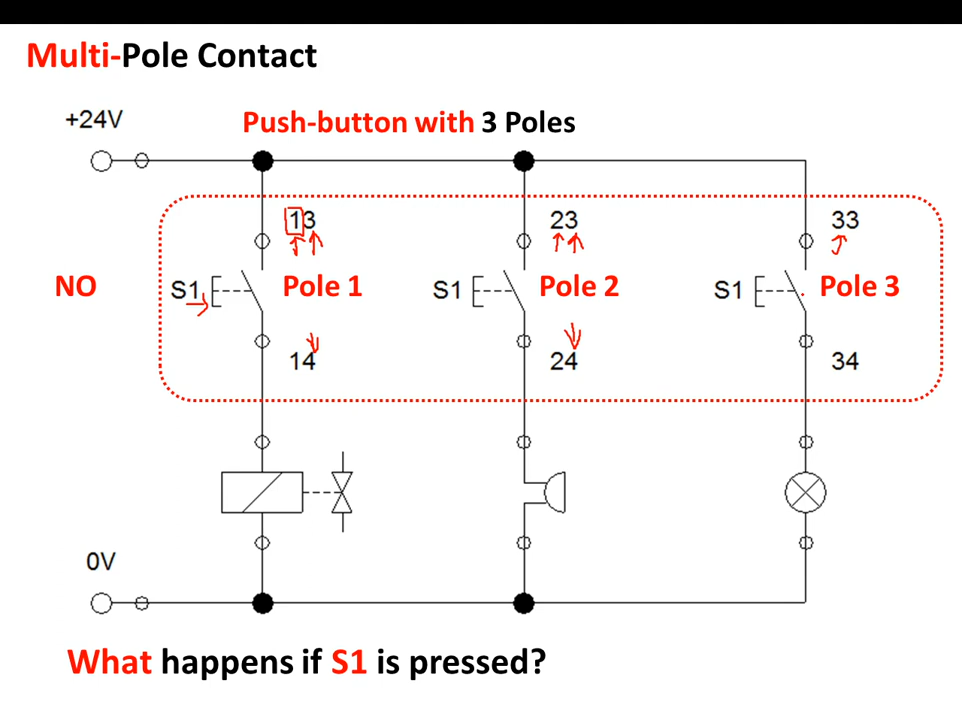 Multi-Pole Contact
+24V
Push-button with 3 Poles
13
23
33
NO
S1
Pole 1
S1
Pole 2
S1
Pole 3
14
24
34
0V
What happens if S1 is pressed?